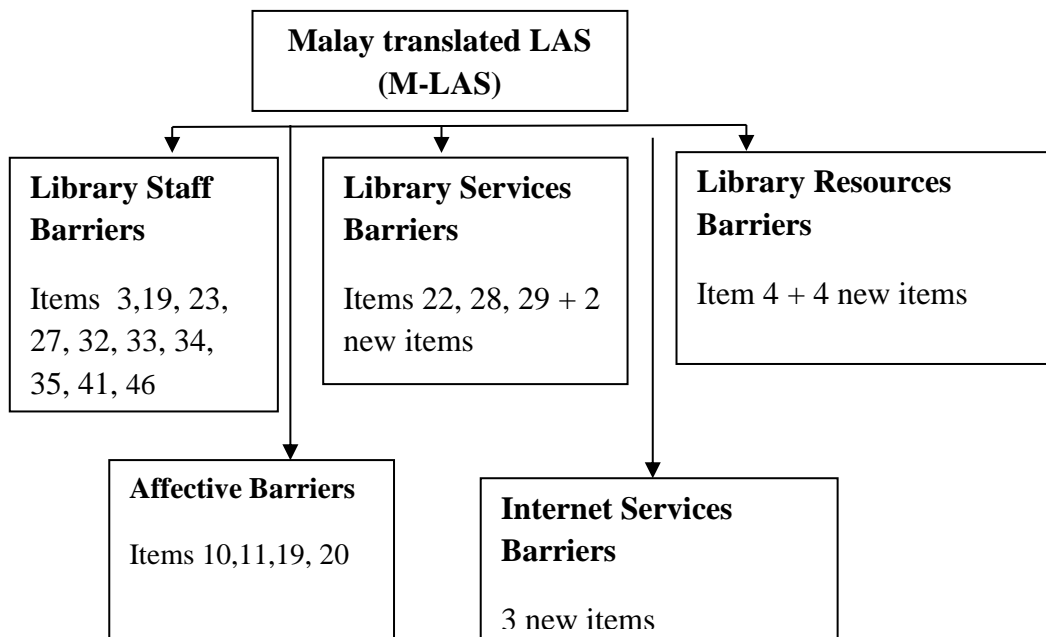 Malay translated LAS
(M-LAS)
Library Staff
Barriers
Items 3,19, 23,
27, 32, 33, 34,
35, 41, 46
Library Services
Barriers
Items 22, 28, 29 + 2
new items
Library Resources
Barriers
Item 4 + 4 new items
Affective Barriers
Items 10,11,19, 20
Internet Services
Barriers
3 new items